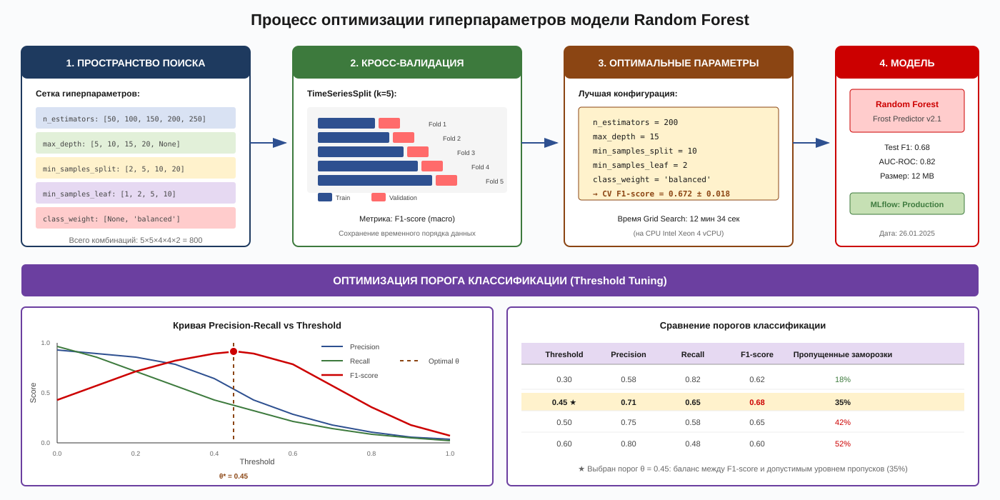 Процесс оптимизации гиперпараметров модели Random Forest
1. ПРОСТРАНСТВО ПОИСКА
Сетка гиперпараметров:
n_estimators: [50, 100, 150, 200, 250]
max_depth: [5, 10, 15, 20, None]
min_samples_split: [2, 5, 10, 20]
min_samples_leaf: [1, 2, 5, 10]
class_weight: [None, 'balanced']
Всего комбинаций: 5×5×4×4×2 = 800
2. КРОСС-ВАЛИДАЦИЯ
TimeSeriesSplit (k=5):
Fold 1
Fold 2
Fold 3
Fold 4
Fold 5
Train Validation
Метрика: F1-score (macro)
Сохранение временного порядка данных
3. ОПТИМАЛЬНЫЕ ПАРАМЕТРЫ
Лучшая конфигурация:
n_estimators = 200
max_depth = 15
min_samples_split = 10
min_samples_leaf = 2
class_weight = 'balanced'
→ CV F1-score = 0.672 ± 0.018
Время Grid Search: 12 мин 34 сек
(на CPU Intel Xeon 4 vCPU)
4. МОДЕЛЬ
Random Forest
Frost Predictor v2.1
Test F1: 0.68
AUC-ROC: 0.82
Размер: 12 MB
MLflow: Production
Дата: 26.01.2025
ОПТИМИЗАЦИЯ ПОРОГА КЛАССИФИКАЦИИ (Threshold Tuning)
Кривая Precision-Recall vs Threshold
1.0
0.5
0.0
Score
Precision
Recall
F1-score
Optimal θ
0.0 0.2 0.4 0.6 0.8 1.0
Threshold
θ* = 0.45
Сравнение порогов классификации
Threshold Precision Recall F1-score Пропущенные заморозки
0.30 0.58 0.82 0.62 18%
0.45 ★ 0.71 0.65 0.68 35%
0.50 0.75 0.58 0.65 42%
0.60 0.80 0.48 0.60 52%
★ Выбран порог θ = 0.45: баланс между F1-score и допустимым уровнем пропусков (35%)